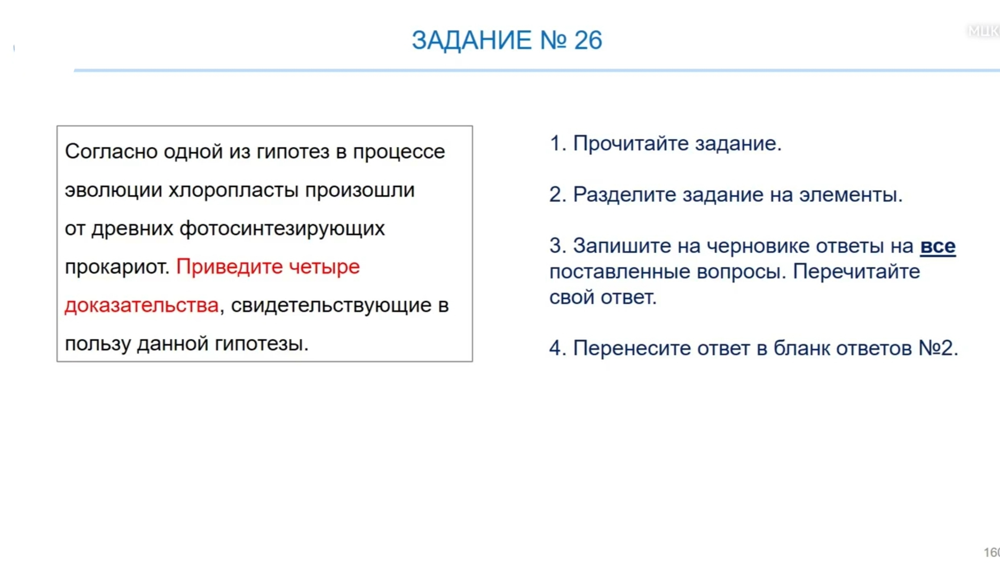 ЗАДАНИЕ № 26
Согласно одной из гипотез в процессе
эволюции хлоропласты произошли
от древних фотосинтезирующих
прокариот. Приведите четыре
доказательства, свидетельствующие в
пользу данной гипотезы.
1. Прочитайте задание.
2. Разделите задание на элементы.
3. Запишите на черновике ответы на все
поставленные вопросы. Перечитайте
свой ответ.
4. Перенесите ответ в бланк ответов №2.